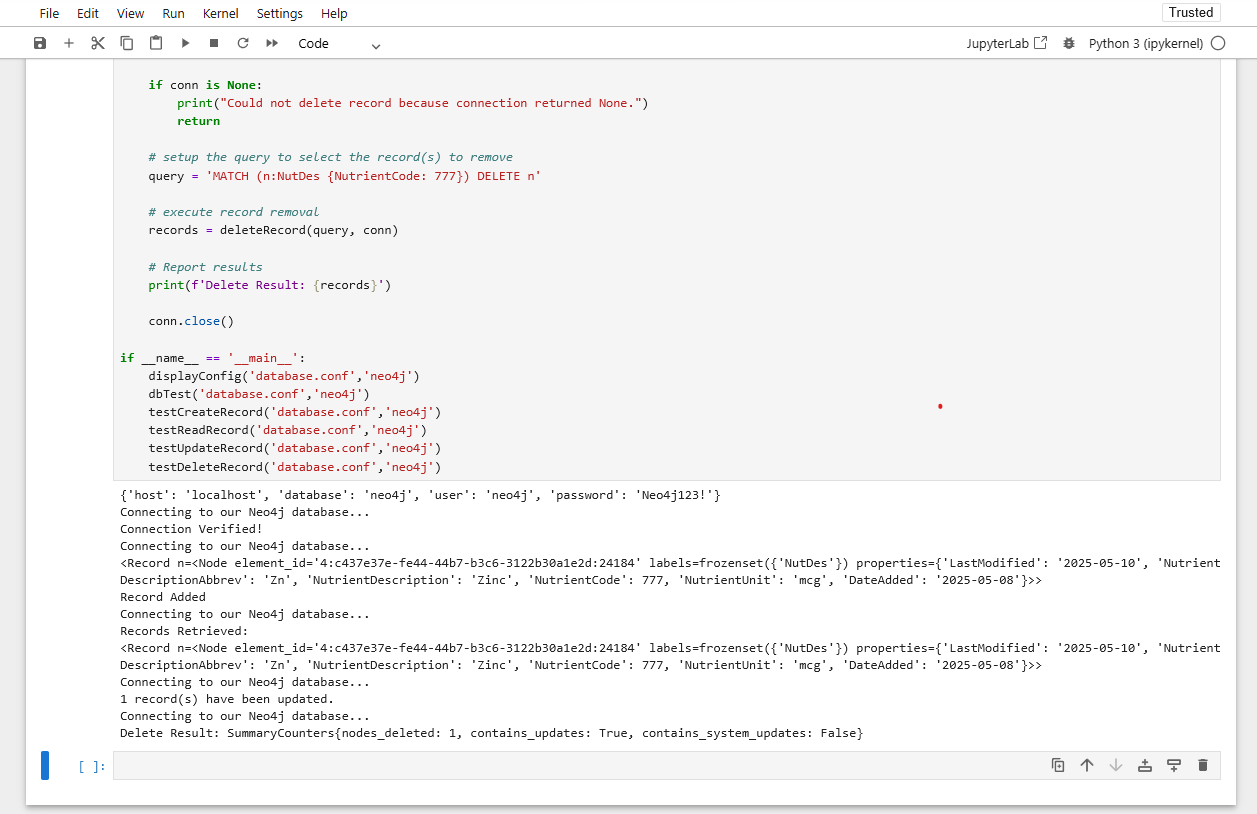 File Edit View Run Kernel Settings Help Trusted
Code JupyterLab Python 3 (ipykernel)
    if conn is None:
        print("Could not delete record because connection returned None.")
        return
    # setup the query to select the record(s) to remove
    query = 'MATCH (n:NutDes {NutrientCode: 777}) DELETE n'
    # execute record removal
    records = deleteRecord(query, conn)
    # Report results
    print(f'Delete Result: {records}')
    conn.close()
if __name__ == '__main__':
    displayConfig('database.conf','neo4j')
    dbTest('database.conf','neo4j')
    testCreateRecord('database.conf','neo4j')
    testReadRecord('database.conf','neo4j')
    testUpdateRecord('database.conf','neo4j')
    testDeleteRecord('database.conf','neo4j')
{'host': 'localhost', 'database': 'neo4j', 'user': 'neo4j', 'password': 'Neo4j123!'}
Connecting to our Neo4j database...
Connection Verified!
Connecting to our Neo4j database...
<Record n=<Node element_id='4:c437e37e-fe44-44b7-b3c6-3122b30a1e2d:24184' labels=frozenset({'NutDes'}) properties={'LastModified': '2025-05-10', 'Nutrient
DescriptionAbbrev': 'Zn', 'NutrientDescription': 'Zinc', 'NutrientCode': 777, 'NutrientUnit': 'mcg', 'DateAdded': '2025-05-08'}>>
Record Added
Connecting to our Neo4j database...
Records Retrieved:
<Record n=<Node element_id='4:c437e37e-fe44-44b7-b3c6-3122b30a1e2d:24184' labels=frozenset({'NutDes'}) properties={'LastModified': '2025-05-10', 'Nutrient
DescriptionAbbrev': 'Zn', 'NutrientDescription': 'Zinc', 'NutrientCode': 777, 'NutrientUnit': 'mcg', 'DateAdded': '2025-05-08'}>>
Connecting to our Neo4j database...
1 record(s) have been updated.
Connecting to our Neo4j database...
Delete Result: SummaryCounters{nodes_deleted: 1, contains_updates: True, contains_system_updates: False}
[ ]: